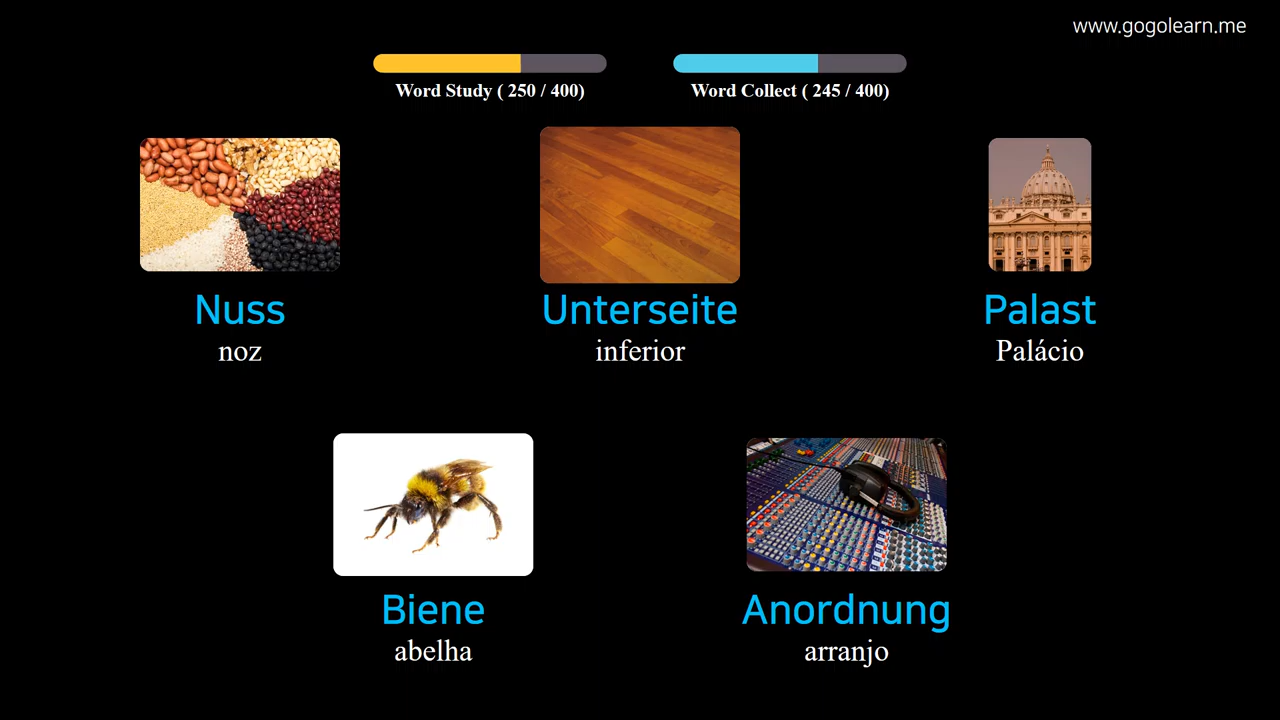 www.gogolearn.me
Word Study ( 250 / 400)
Word Collect ( 245 / 400)
Nuss
noz
Unterseite
inferior
Palast
Palácio
Biene
abelha
Anordnung
arranjo